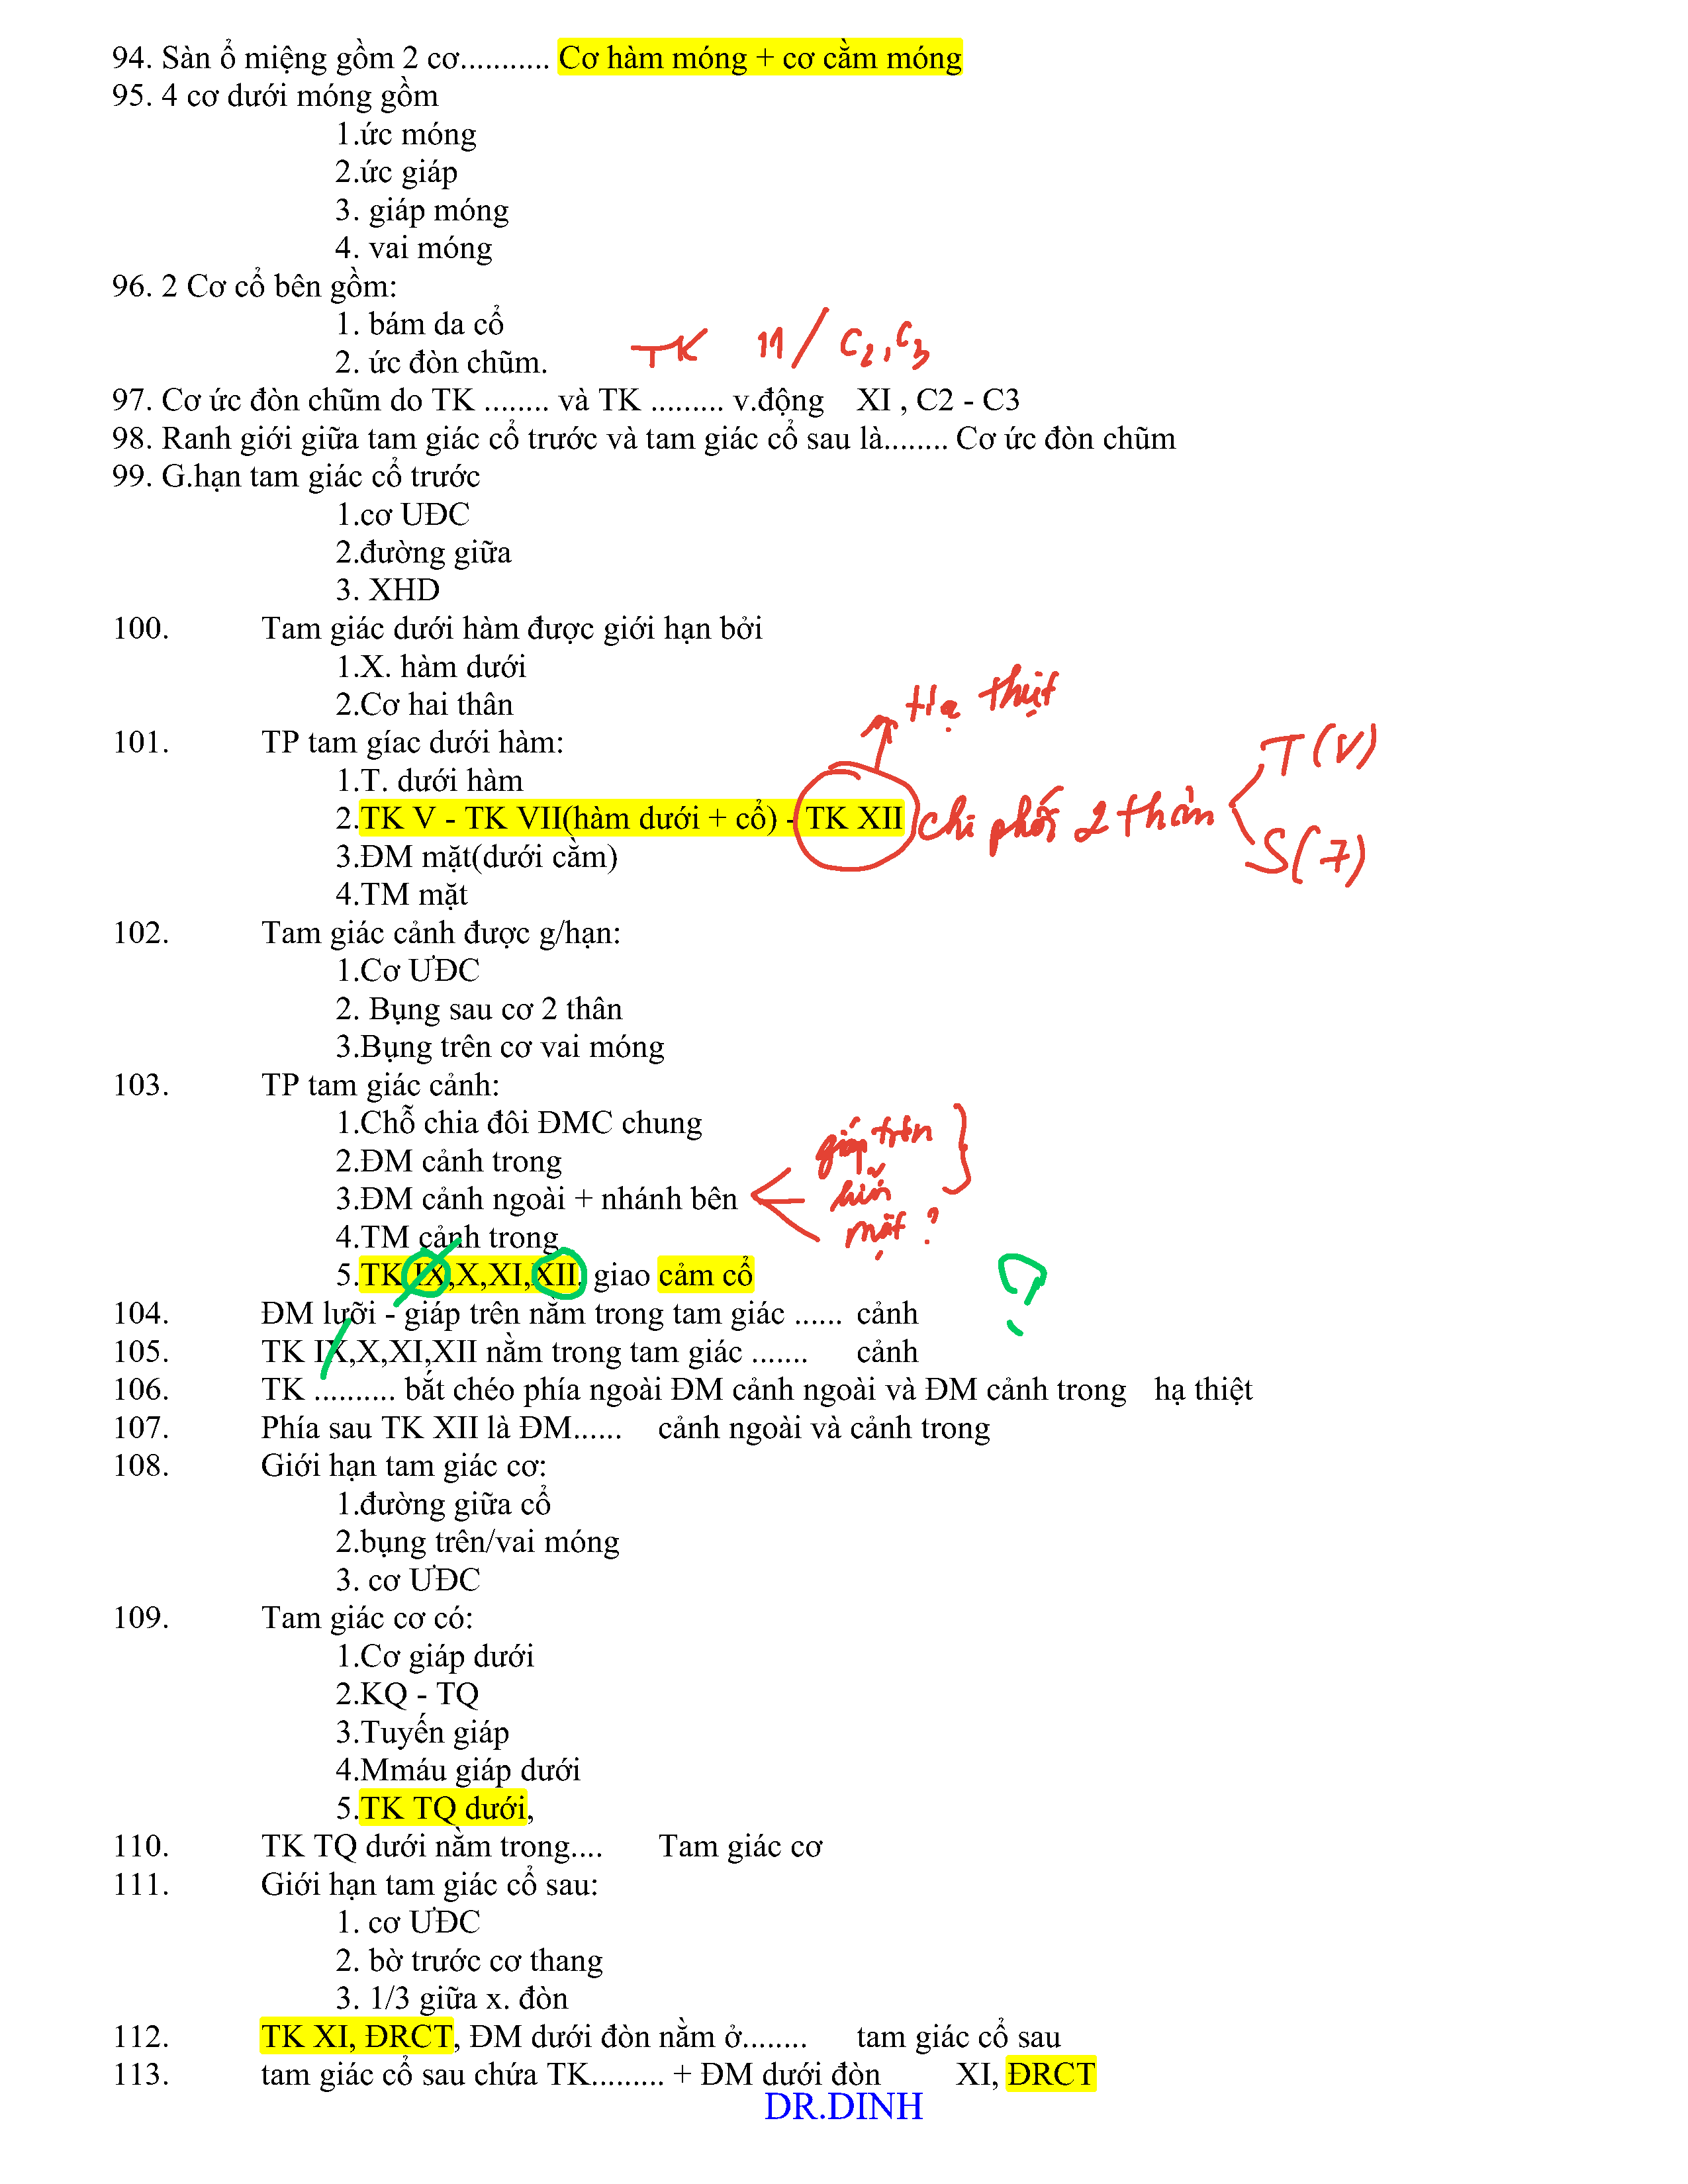 94. Sàn ổ miệng gồm 2 cơ........... Cơ hàm móng + cơ cằm móng
95. 4 cơ dưới móng gồm
1.ức móng
2.ức giáp
3. giáp móng
4. vai móng
96. 2 Cơ cổ bên gồm:
1. bám da cổ
2. ức đòn chũm.
TK 11 / C2, C3
97. Cơ ức đòn chũm do TK ........ và TK ......... v.động XI , C2 - C3
98. Ranh giới giữa tam giác cổ trước và tam giác cổ sau là........ Cơ ức đòn chũm
99. G.hạn tam giác cổ trước
1.cơ UĐC
2.đường giữa
3. XHD
100. Tam giác dưới hàm được giới hạn bởi
1.X. hàm dưới
2.Cơ hai thân
Hạ thiệt
101. TP tam gíac dưới hàm:
T (V)
1.T. dưới hàm
2.TK V - TK VII(hàm dưới + cổ) - TK XII chi phối 2 thân
3.ĐM mặt(dưới cằm)
S (7)
4.TM mặt
102. Tam giác cảnh được g/hạn:
1.Cơ ƯĐC
2. Bụng sau cơ 2 thân
3.Bụng trên cơ vai móng
103. TP tam giác cảnh:
1.Chỗ chia đôi ĐMC chung
giáp trên
2.ĐM cảnh trong
3.ĐM cảnh ngoài + nhánh bên
mặt ?
4.TM cảnh trong
5.TK IX,X,XI,XII, giao cảm cổ ?
104. ĐM lưỡi - giáp trên nằm trong tam giác ...... cảnh
105. TK IX,X,XI,XII nằm trong tam giác ....... cảnh
106. TK .......... bắt chéo phía ngoài ĐM cảnh ngoài và ĐM cảnh trong hạ thiệt
107. Phía sau TK XII là ĐM...... cảnh ngoài và cảnh trong
108. Giới hạn tam giác cơ:
1.đường giữa cổ
2.bụng trên/vai móng
3. cơ ƯĐC
109. Tam giác cơ có:
1.Cơ giáp dưới
2.KQ - TQ
3.Tuyến giáp
4.Mmáu giáp dưới
5.TK TQ dưới,
110. TK TQ dưới nằm trong.... Tam giác cơ
111. Giới hạn tam giác cổ sau:
1. cơ ƯĐC
2. bờ trước cơ thang
3. 1/3 giữa x. đòn
112. TK XI, ĐRCT, ĐM dưới đòn nằm ở........ tam giác cổ sau
113. tam giác cổ sau chứa TK......... + ĐM dưới đòn XI, ĐRCT
DR.DINH